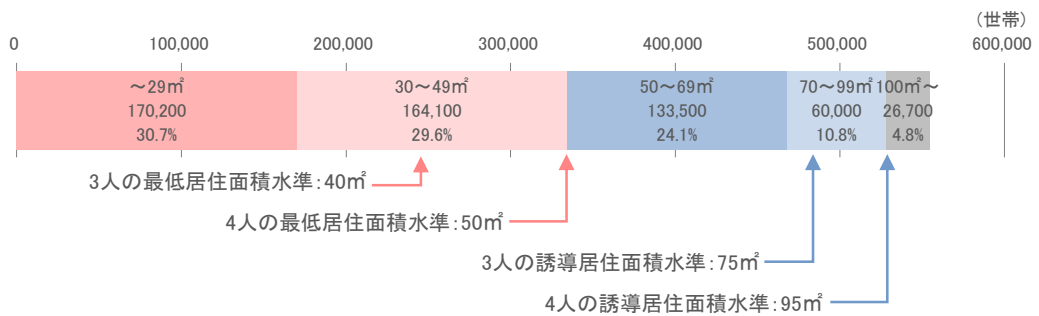 （世帯）
0 100,000 200,000 300,000 400,000 500,000 600,000
～29㎡ 30～49㎡ 50～69㎡ 70～99㎡ 100㎡～
170,200 164,100 133,500 60,000 26,700
30.7% 29.6% 24.1% 10.8% 4.8%
3人の最低居住面積水準：40㎡
4人の最低居住面積水準：50㎡
3人の誘導居住面積水準：75㎡
4人の誘導居住面積水準：95㎡